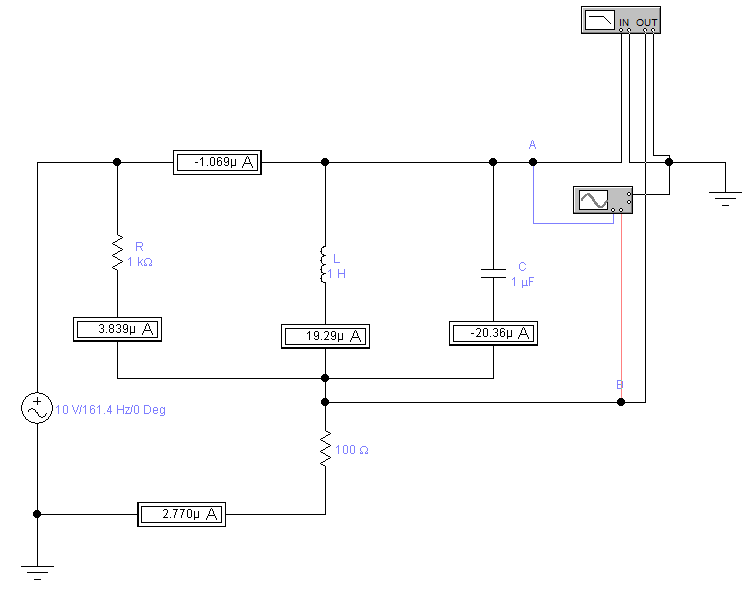 IN OUT
A
-1.069µ A
R
1 kΩ
L
1 H
C
1 µF
3.839µ A
19.29µ A
-20.36µ A
B
10 V/161.4 Hz/0 Deg
100 Ω
2.770µ A